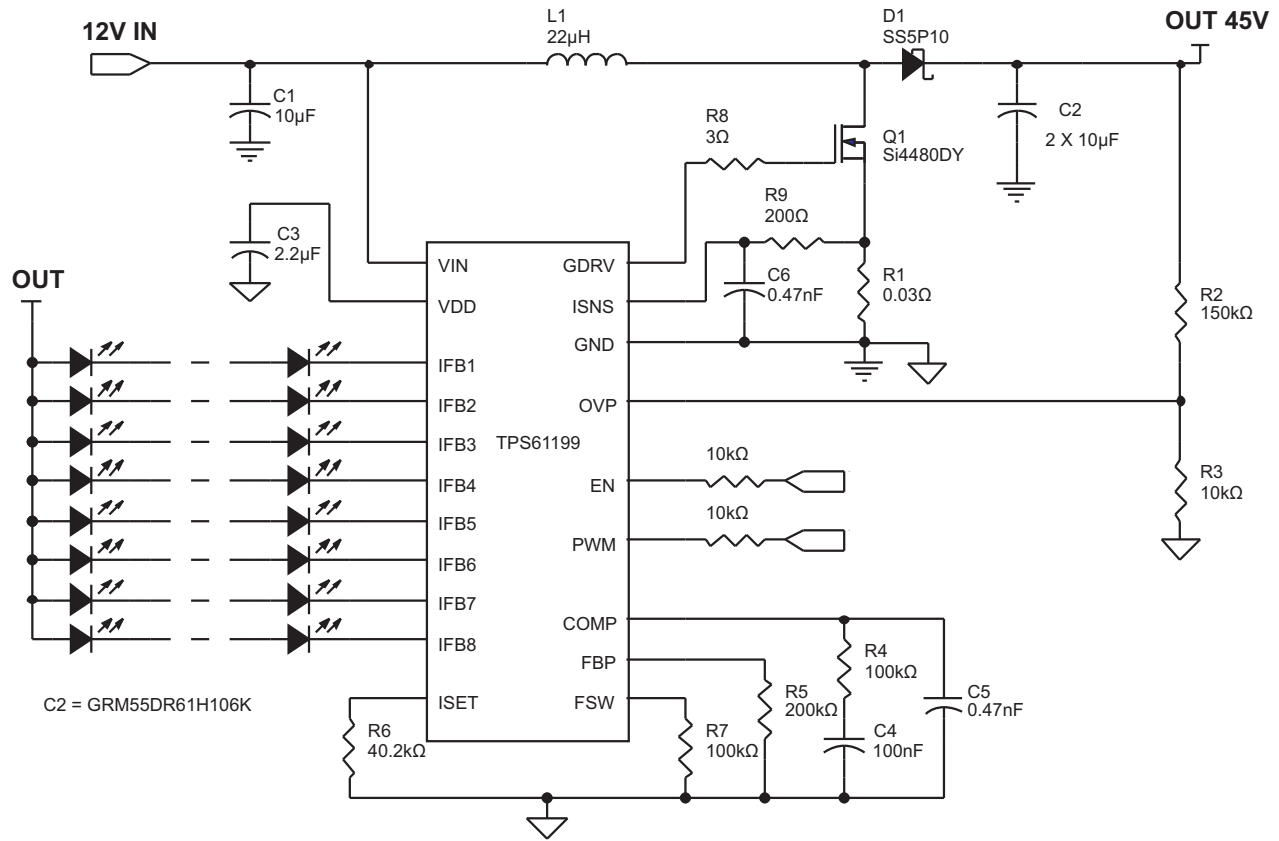 12V IN
L1
22µH
D1
SS5P10
OUT 45V
C1
10µF
R8
3Ω
Q1
Si4480DY
C2
2 X 10µF
C3
2.2µF
R9
200Ω
C6
0.47nF
R1
0.03Ω
R2
150kΩ
OUT
VIN
VDD
IFB1
IFB2
IFB3
IFB4
IFB5
IFB6
IFB7
IFB8
ISET
TPS61199
GDRV
ISNS
GND
OVP
EN
PWM
COMP
FBP
FSW
10kΩ
10kΩ
R3
10kΩ
R4
100kΩ
C5
0.47nF
R5
200kΩ
C4
100nF
R7
100kΩ
R6
40.2kΩ
C2 = GRM55DR61H106K